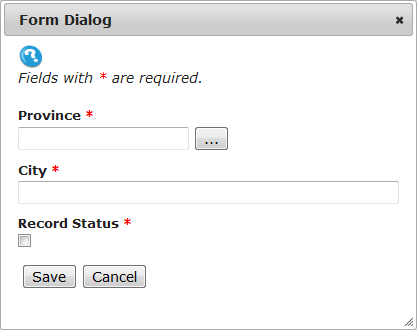 Form Dialog
Fields with * are required.
Province *
...
City *
Record Status *
Save Cancel